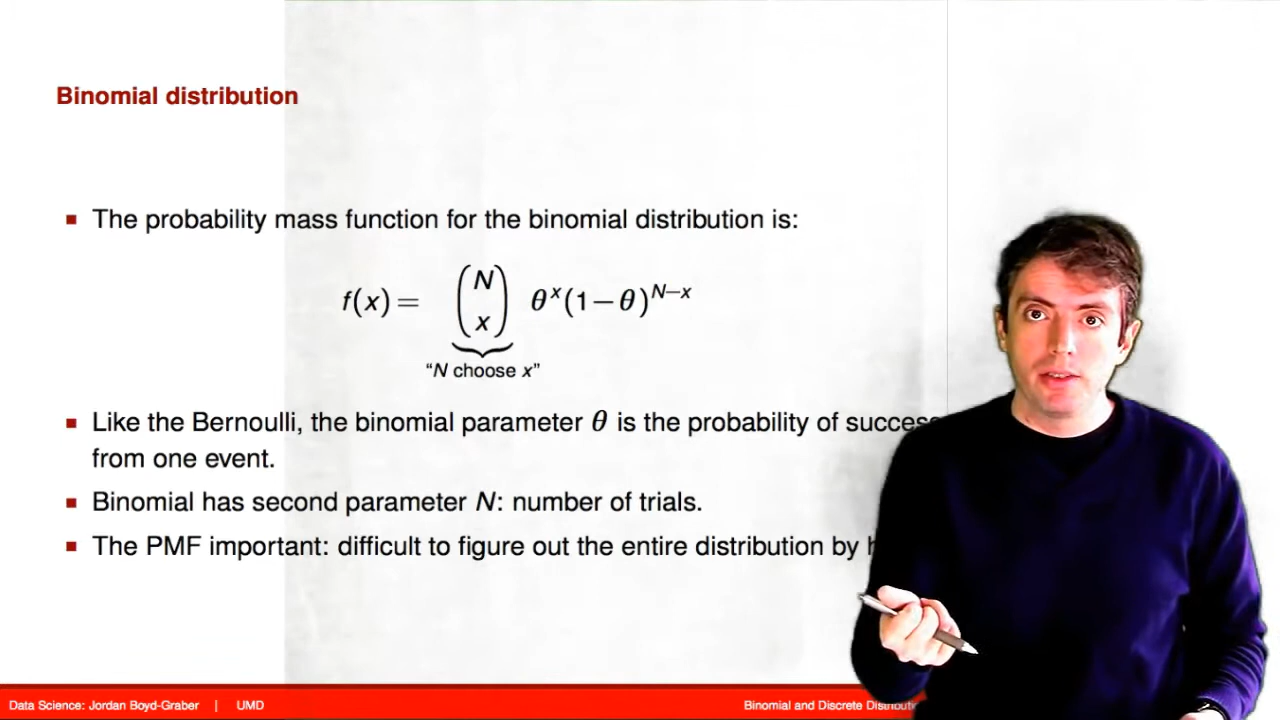 Binomial distribution
The probability mass function for the binomial distribution is:
f(x) = (N x) θ^x (1−θ)^{N−x}
“N choose x”
Like the Bernoulli, the binomial parameter θ is the probability of success
from one event.
Binomial has second parameter N: number of trials.
The PMF important: difficult to figure out the entire distribution by
Data Science: Jordan Boyd-Graber | UMD
Binomial and Discrete